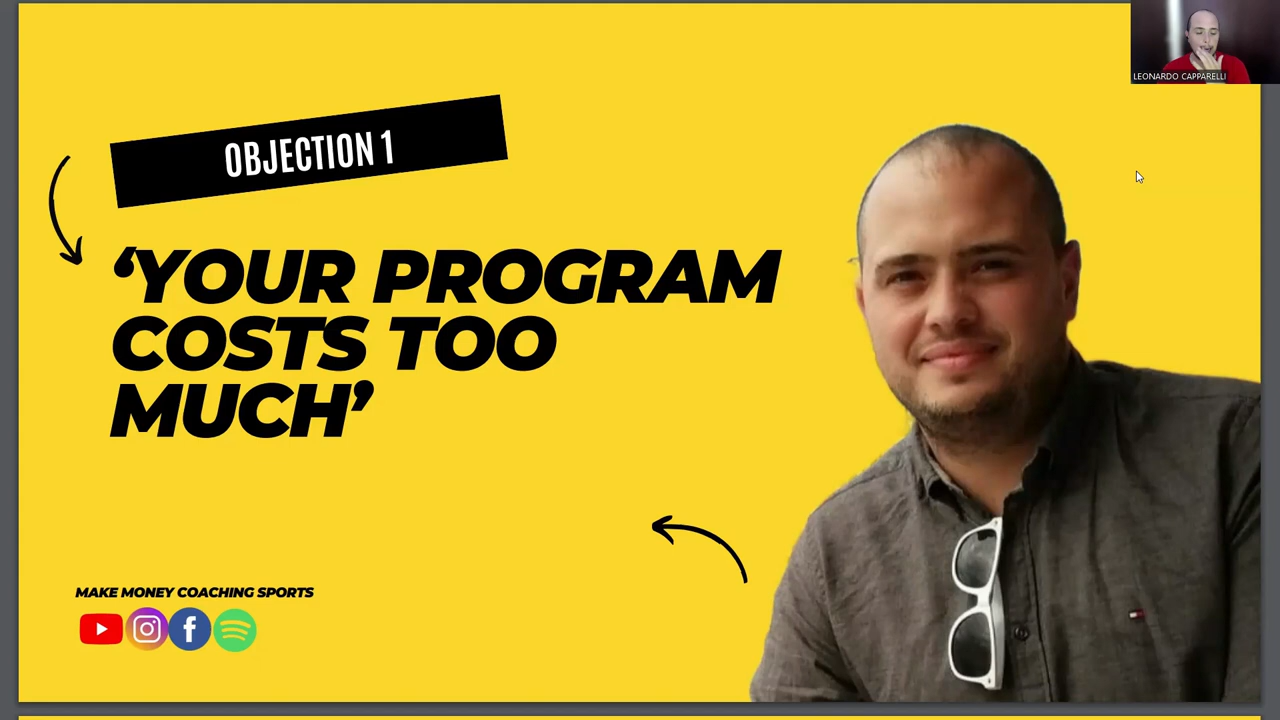 LEONARDO CAPPARELLI
OBJECTION 1
‘YOUR PROGRAM
COSTS TOO
MUCH’
MAKE MONEY COACHING SPORTS